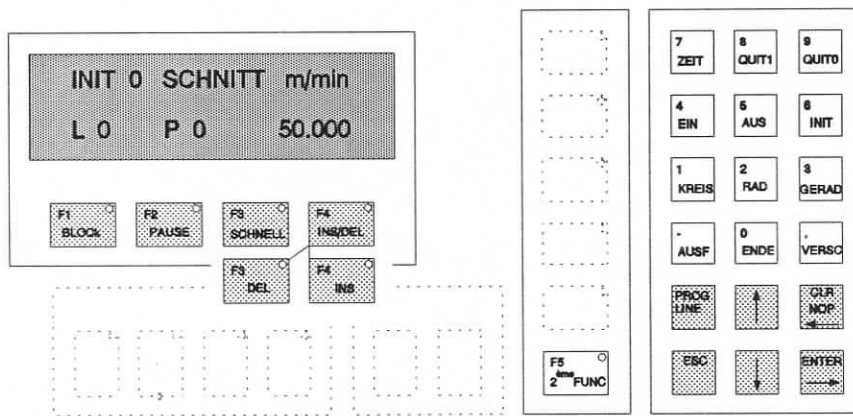 INIT 0 SCHNITT m/min
L 0 P 0 50.000
F1 BLOCK
F2 PAUSE
F3 SCHNELL
F4 INS/DEL
F3 DEL
F4 INS
F5
2ème FUNC
7 ZEIT
8 QUIT1
9 QUIT0
4 EIN
5 AUS
6 INIT
1 KREIS
2 RAD
3 GERAD
- AUSF
0 ENDE
. VERSC
PROG LINE
CLR NOP
ESC
ENTER